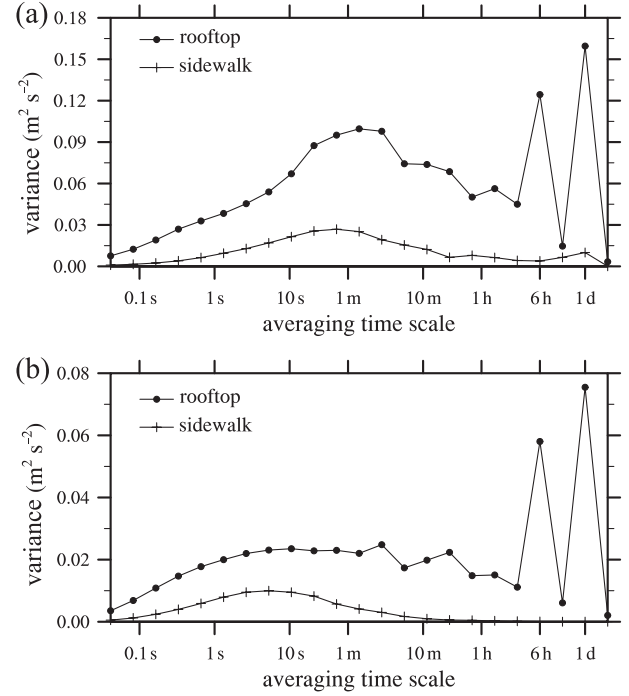 (a)
0.18
0.15
0.12
0.09
0.06
0.03
0.00
variance (m² s⁻²)
rooftop
sidewalk
0.1 s 1 s 10 s 1 m 10 m 1 h 6 h 1 d
averaging time scale
(b)
0.08
0.06
0.04
0.02
0.00
variance (m² s⁻²)
rooftop
sidewalk
0.1 s 1 s 10 s 1 m 10 m 1 h 6 h 1 d
averaging time scale